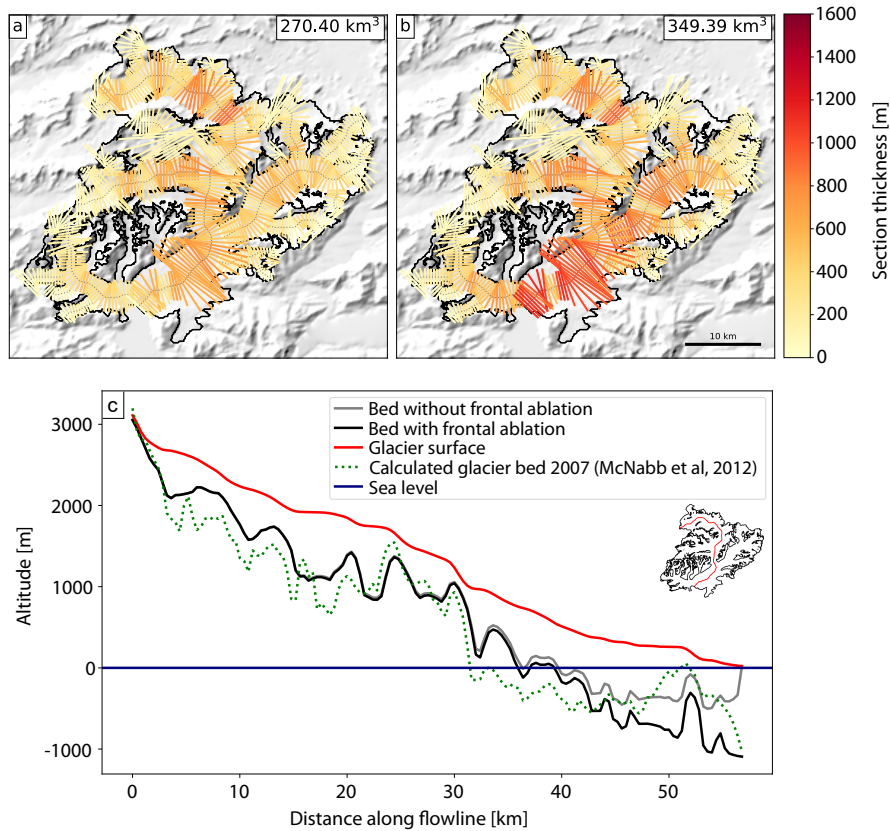 a
270.40 km³
b
349.39 km³
10 km
1600
1400
1200
1000
800
600
400
200
0
Section thickness [m]
c
Bed without frontal ablation
Bed with frontal ablation
Glacier surface
Calculated glacier bed 2007 (McNabb et al, 2012)
Sea level
3000
2000
1000
0
-1000
Altitude [m]
0
10
20
30
40
50
Distance along flowline [km]